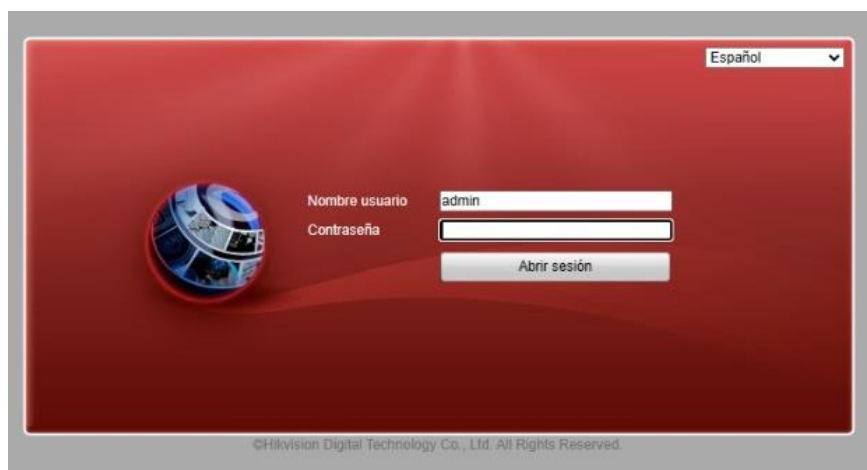 Español
Nombre usuario admin
Contraseña
Abrir sesión
©Hikvision Digital Technology Co., Ltd. All Rights Reserved.